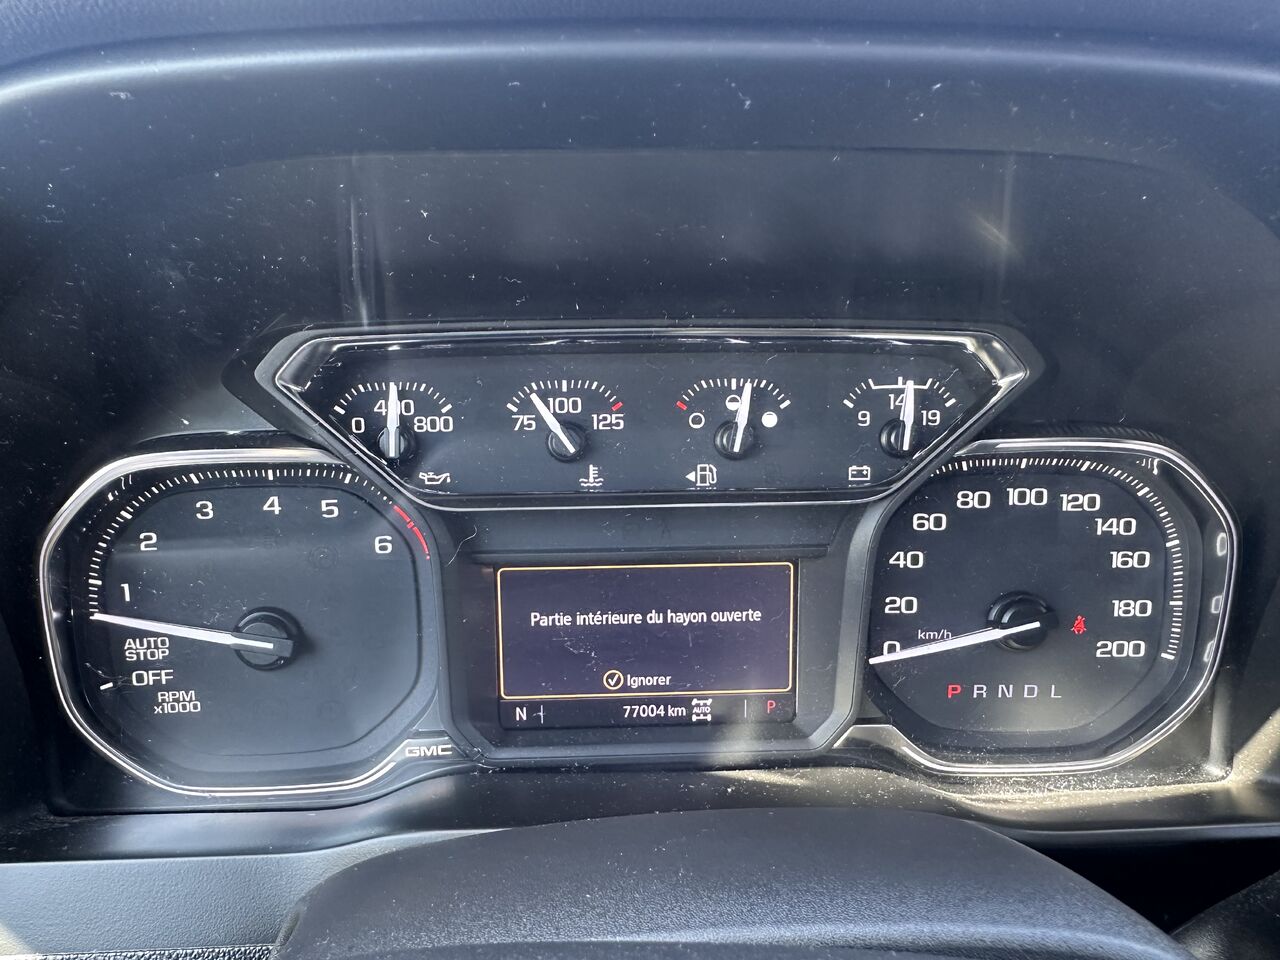 0 400 800
75 100 125
9 14 19
1 2 3 4 5 6
AUTO
STOP
OFF
RPM
x1000
GMC
Partie intérieure du hayon ouverte
Ignorer
N 77004 km AUTO P
0 20 40 60 80 100 120 140 160 180 200
km/h
P R N D L